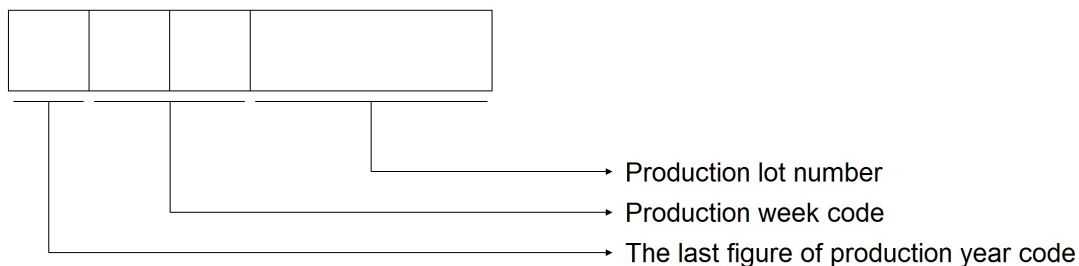 Production lot number
Production week code
The last figure of production year code